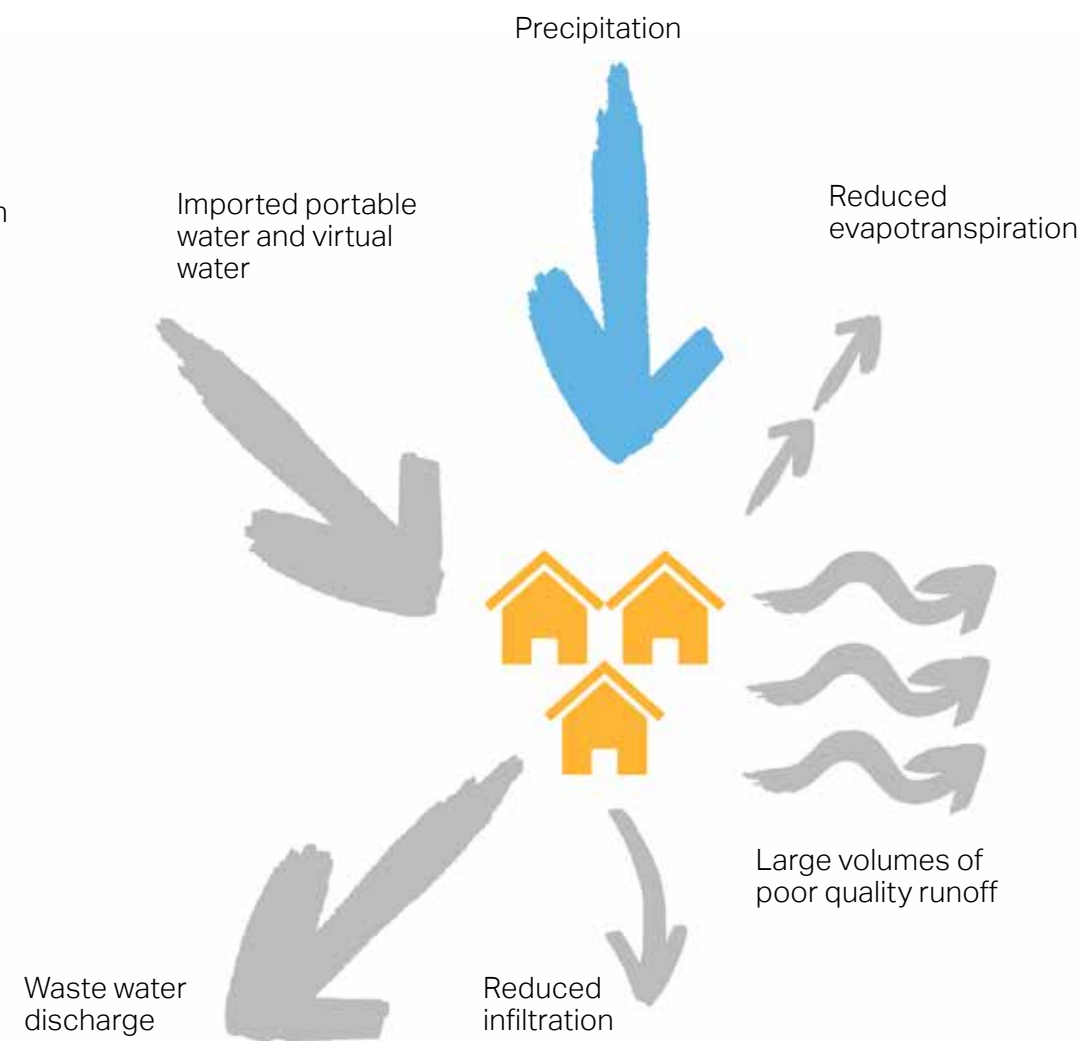 Precipitation
Imported portable
water and virtual
water
Reduced
evapotranspiration
Large volumes of
poor quality runoff
Waste water
discharge
Reduced
infiltration